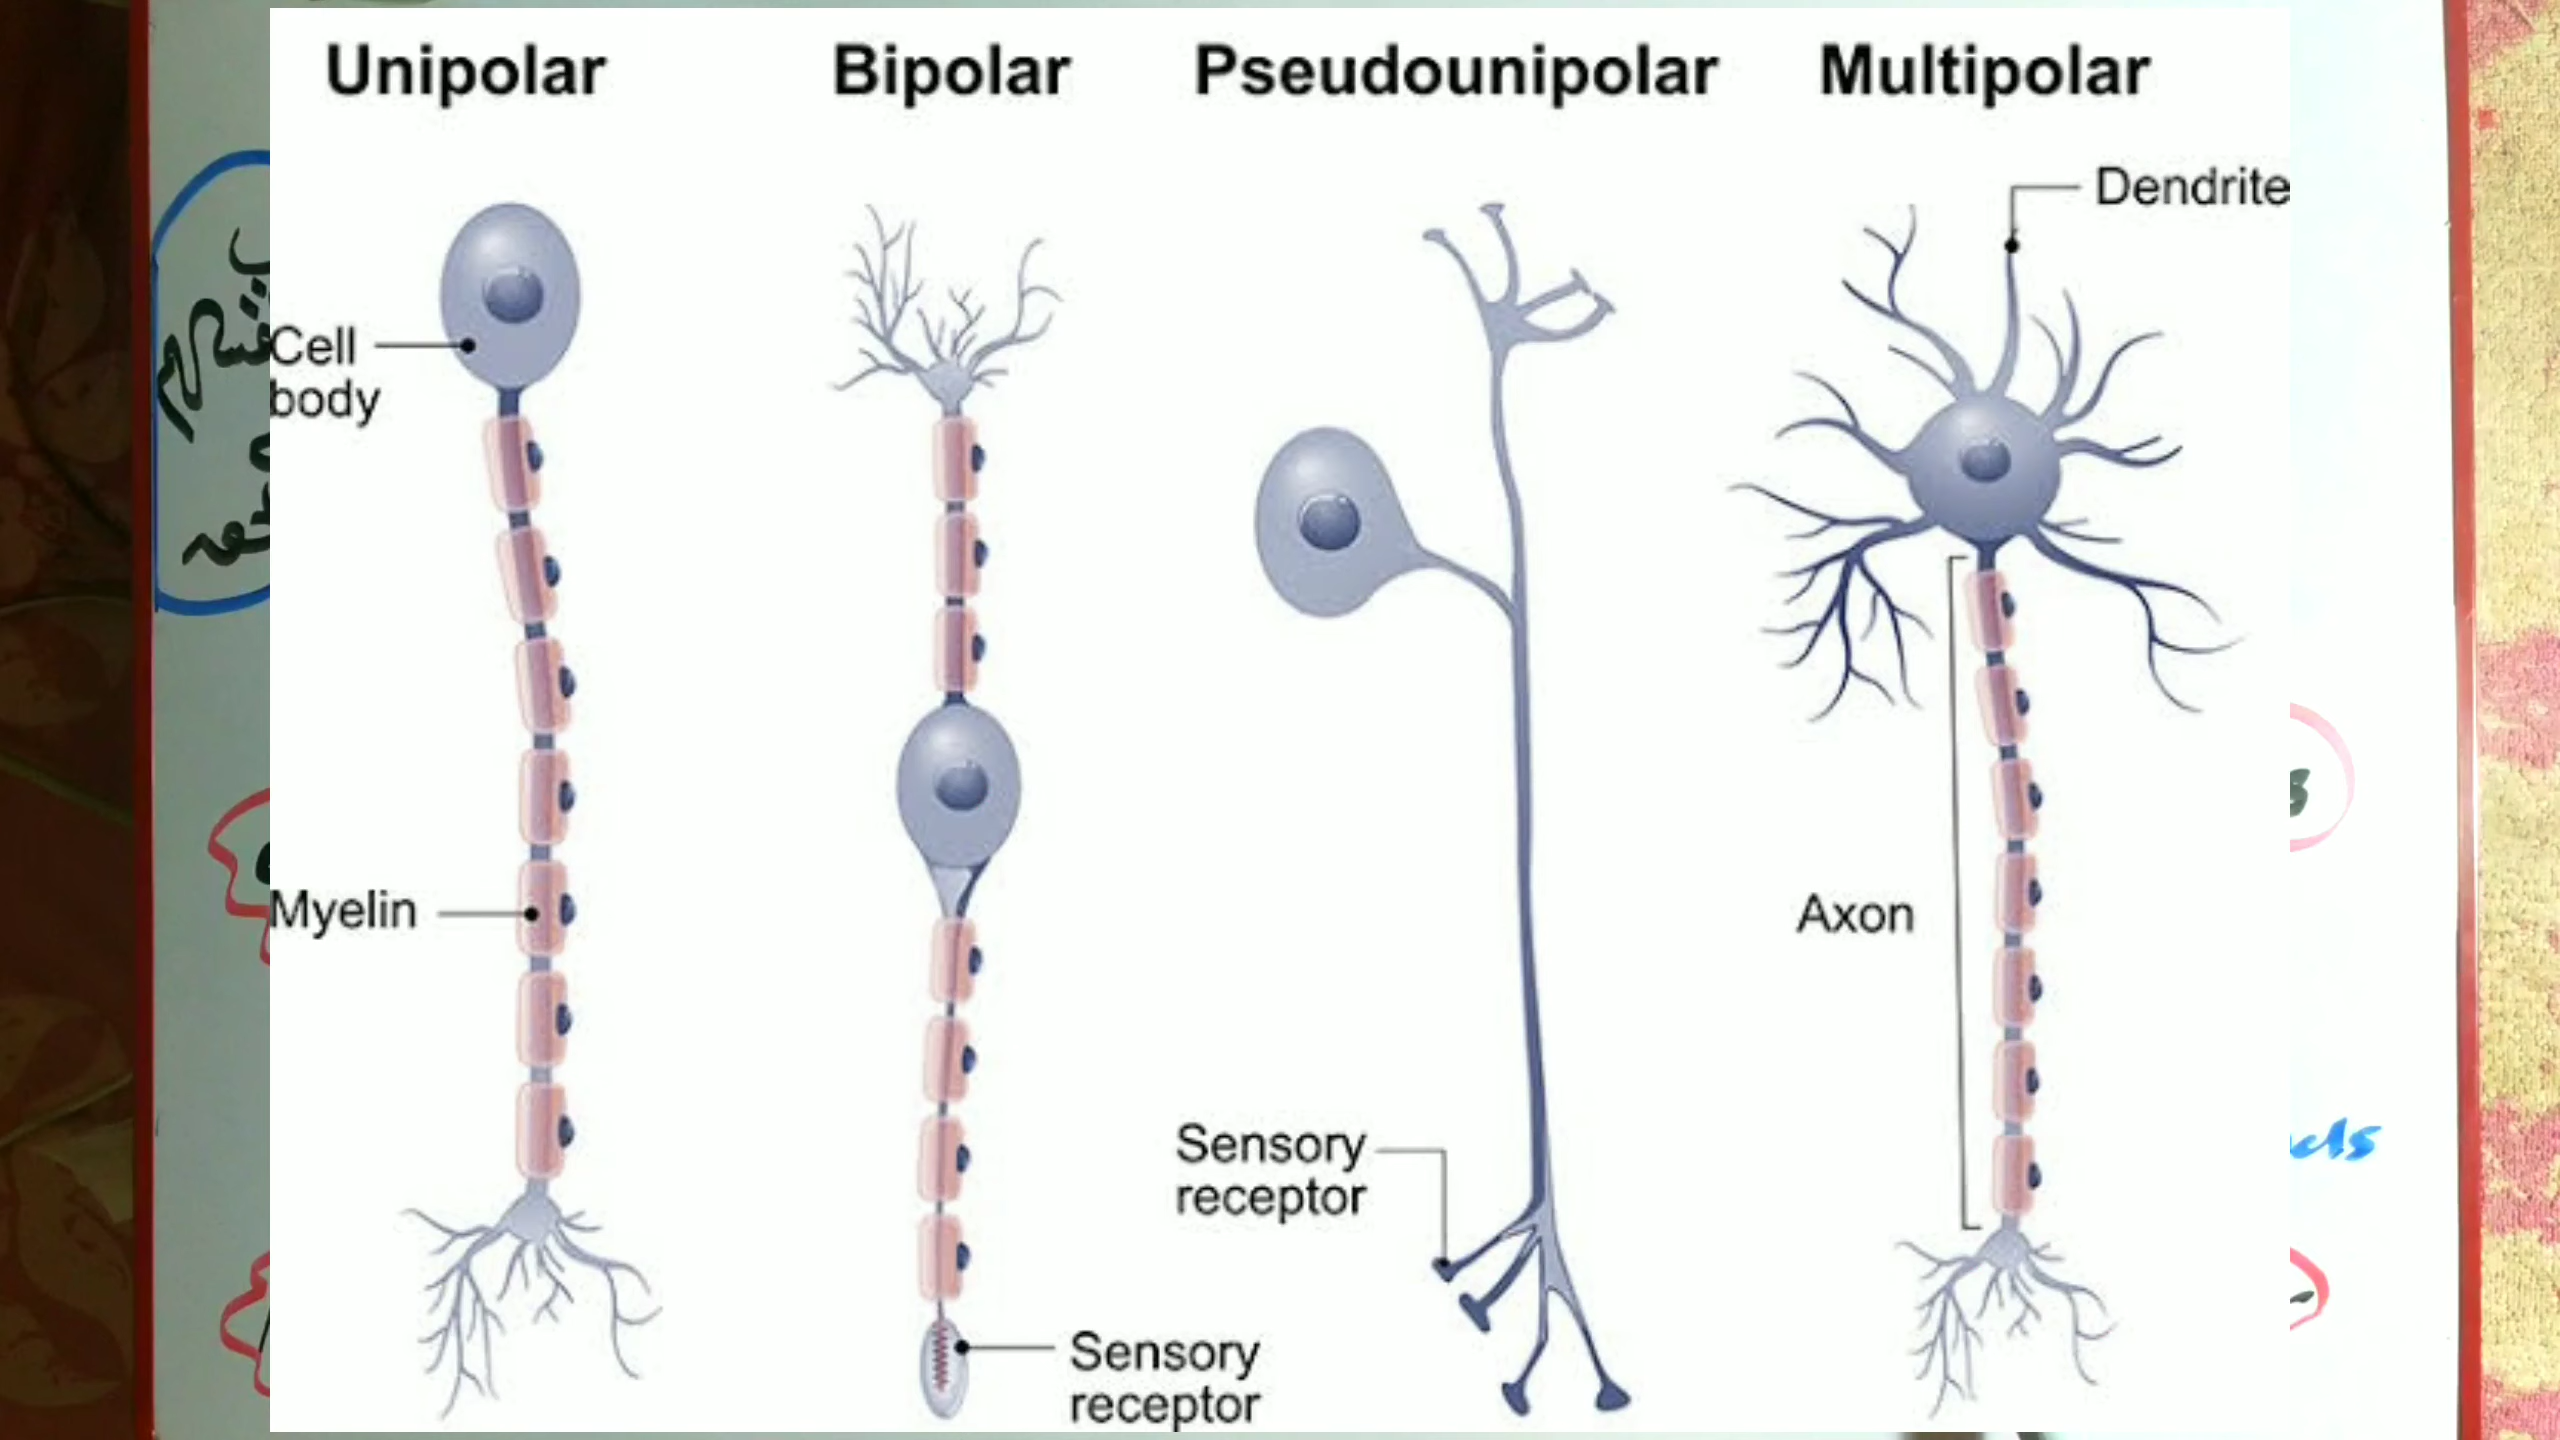 Unipolar
Bipolar
Pseudounipolar
Multipolar
Dendrite
Cell
body
Myelin
Axon
Sensory
receptor
Sensory
receptor